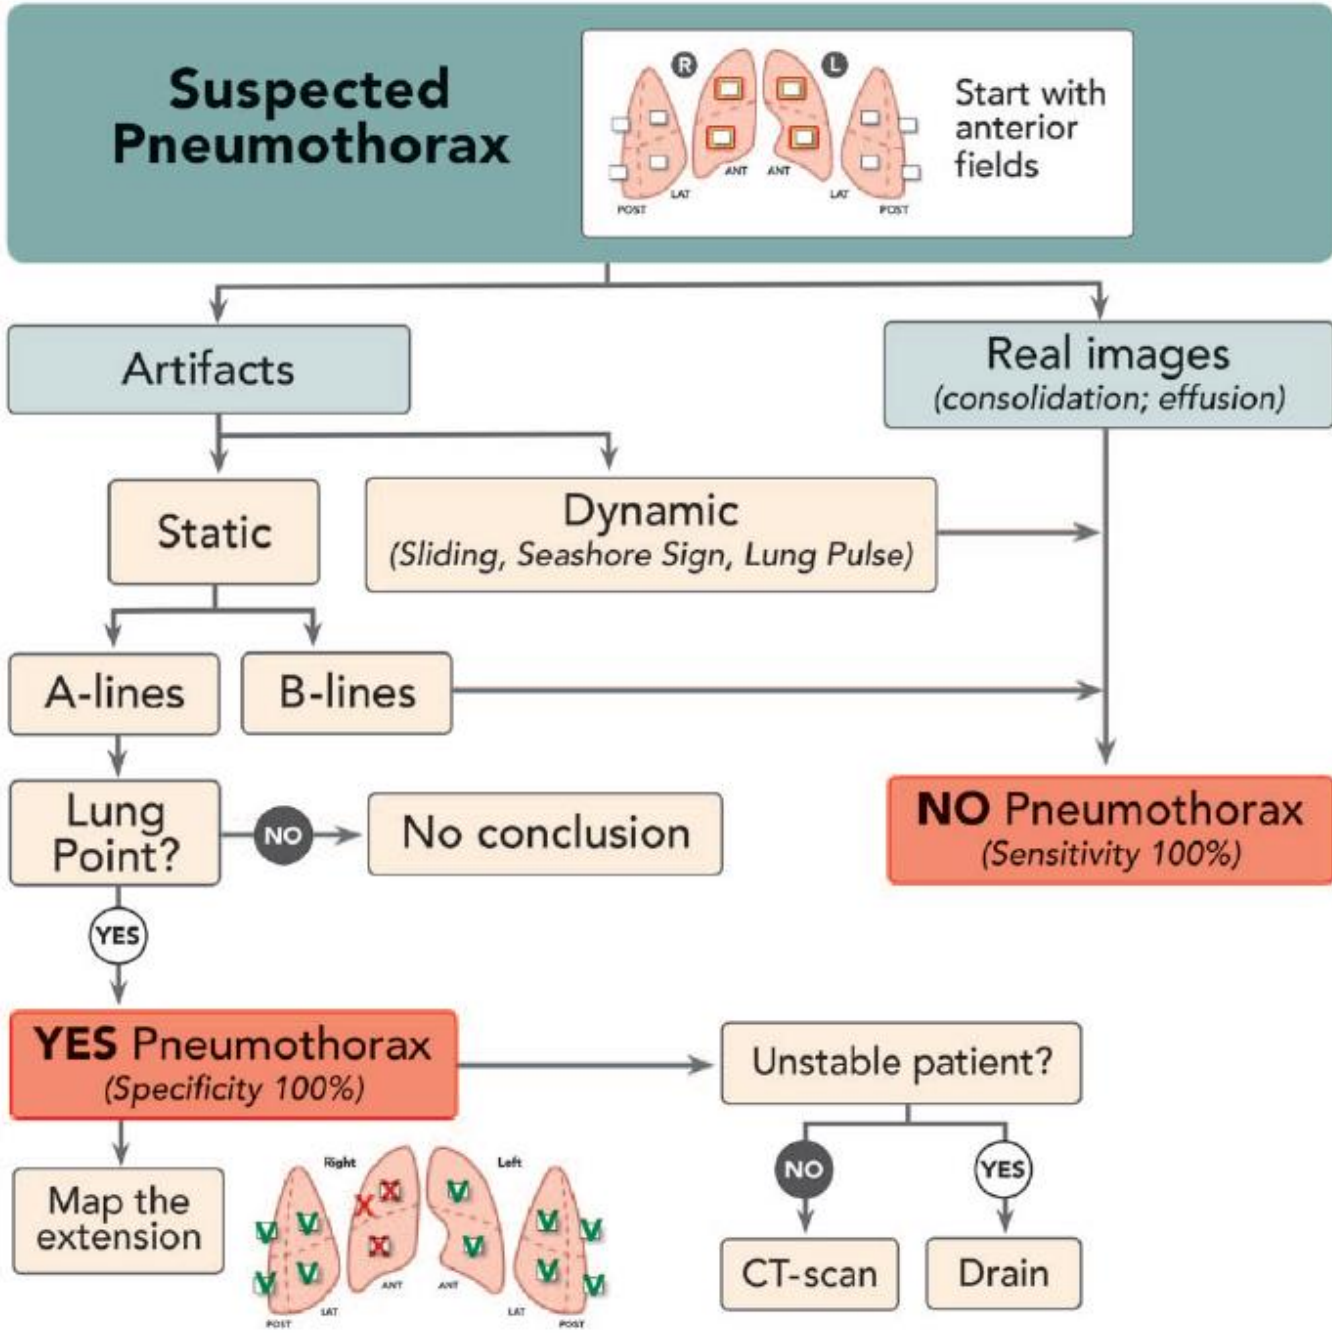 Suspected
Pneumothorax
R
L
ANT
ANT
LAT
LAT
POST
POST
Start with
anterior
fields
Artifacts
Real images
(consolidation; effusion)
Static
Dynamic
(Sliding, Seashore Sign, Lung Pulse)
A-lines
B-lines
Lung
Point?
NO
No conclusion
NO Pneumothorax
(Sensitivity 100%)
YES
YES Pneumothorax
(Specificity 100%)
Unstable patient?
Map the
extension
Right
Left
X
X
X
V
V
V
V
V
V
V
V
V
V
ANT
ANT
LAT
LAT
POST
POST
NO
YES
CT-scan
Drain